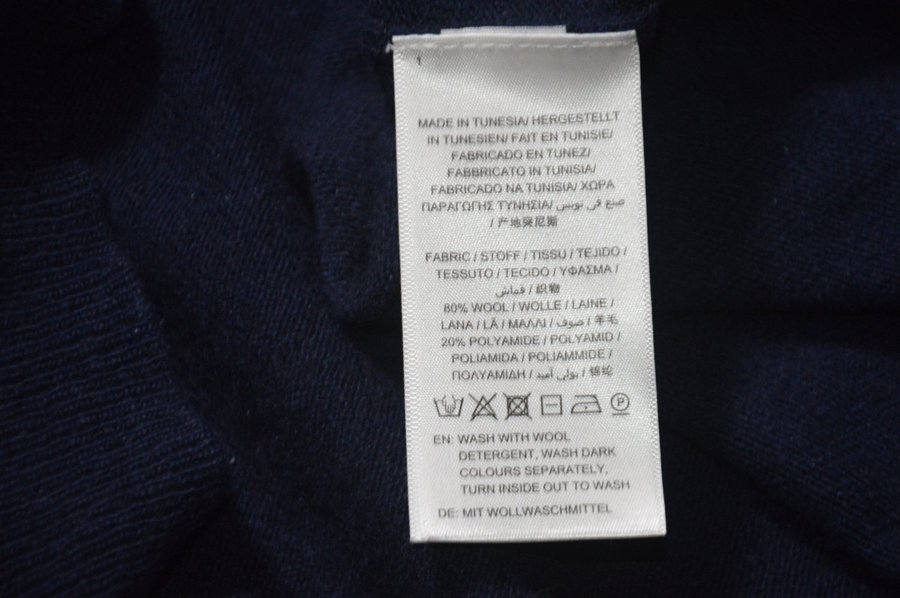 1
MADE IN TUNESIA/ HERGESTELLT
IN TUNESIEN/ FAIT EN TUNISIE/
FABRICADO EN TUNEZ/
FABBRICATO IN TUNISIA/
FABRICADO NA TUNISIA/ ΧΩΡΑ
ΠΑΡΑΓΩΓΗΣ ΤΥΝΗΣΙΑ/ صنع في تونس
/ 产地突尼斯
FABRIC / STOFF / TISSU / TEJIDO /
TESSUTO / TECIDO / ΥΦΑΣΜΑ /
قماش / 织物
80% WOOL / WOLLE / LAINE /
LANA / LÃ / ΜΑΛΛΙ / صوف / 羊毛
20% POLYAMIDE / POLYAMID /
POLIAMIDA / POLIAMMIDE /
ΠΟΛΥΑΜΙΔΗ / بولي أميد / 锦纶
P
EN: WASH WITH WOOL
DETERGENT, WASH DARK
COLOURS SEPARATELY,
TURN INSIDE OUT TO WASH
DE: MIT WOLLWASCHMITTEL